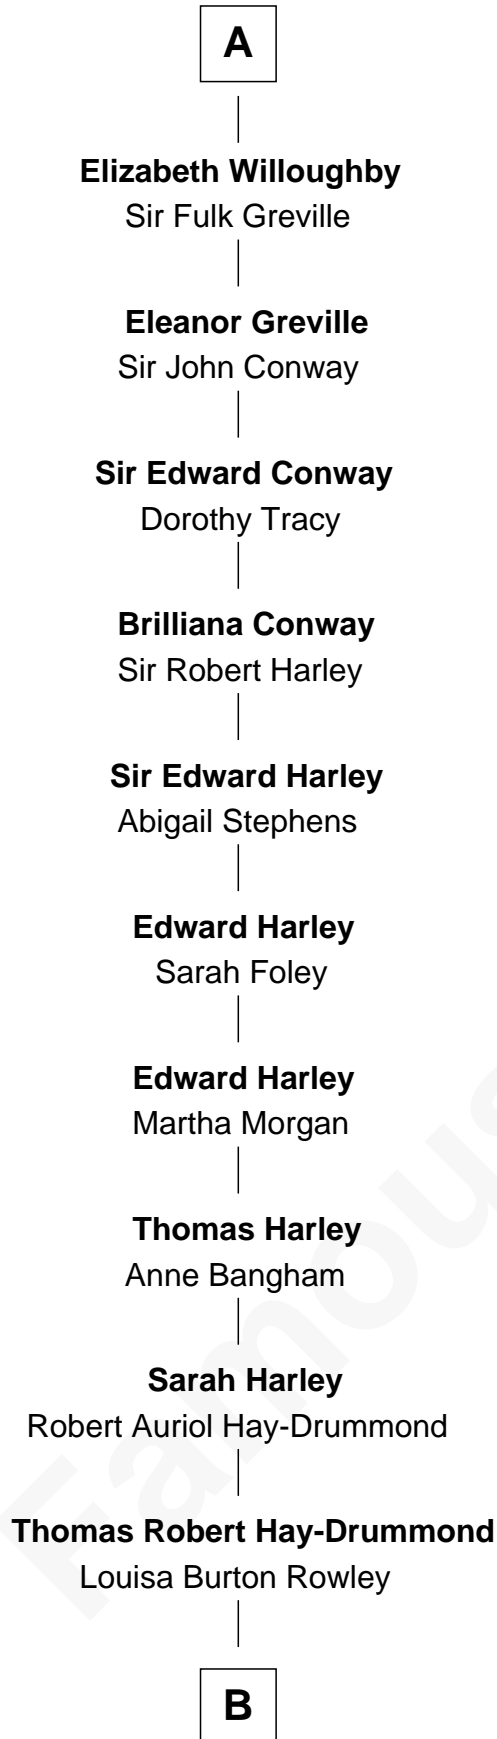 A
Elizabeth Willoughby
Sir Fulk Greville
Eleanor Greville
Sir John Conway
Sir Edward Conway
Dorothy Tracy
Brilliana Conway
Sir Robert Harley
Sir Edward Harley
Abigail Stephens
Edward Harley
Sarah Foley
Edward Harley
Martha Morgan
Thomas Harley
Anne Bangham
Sarah Harley
Robert Auriol Hay-Drummond
Thomas Robert Hay-Drummond
Louisa Burton Rowley
B
Famous